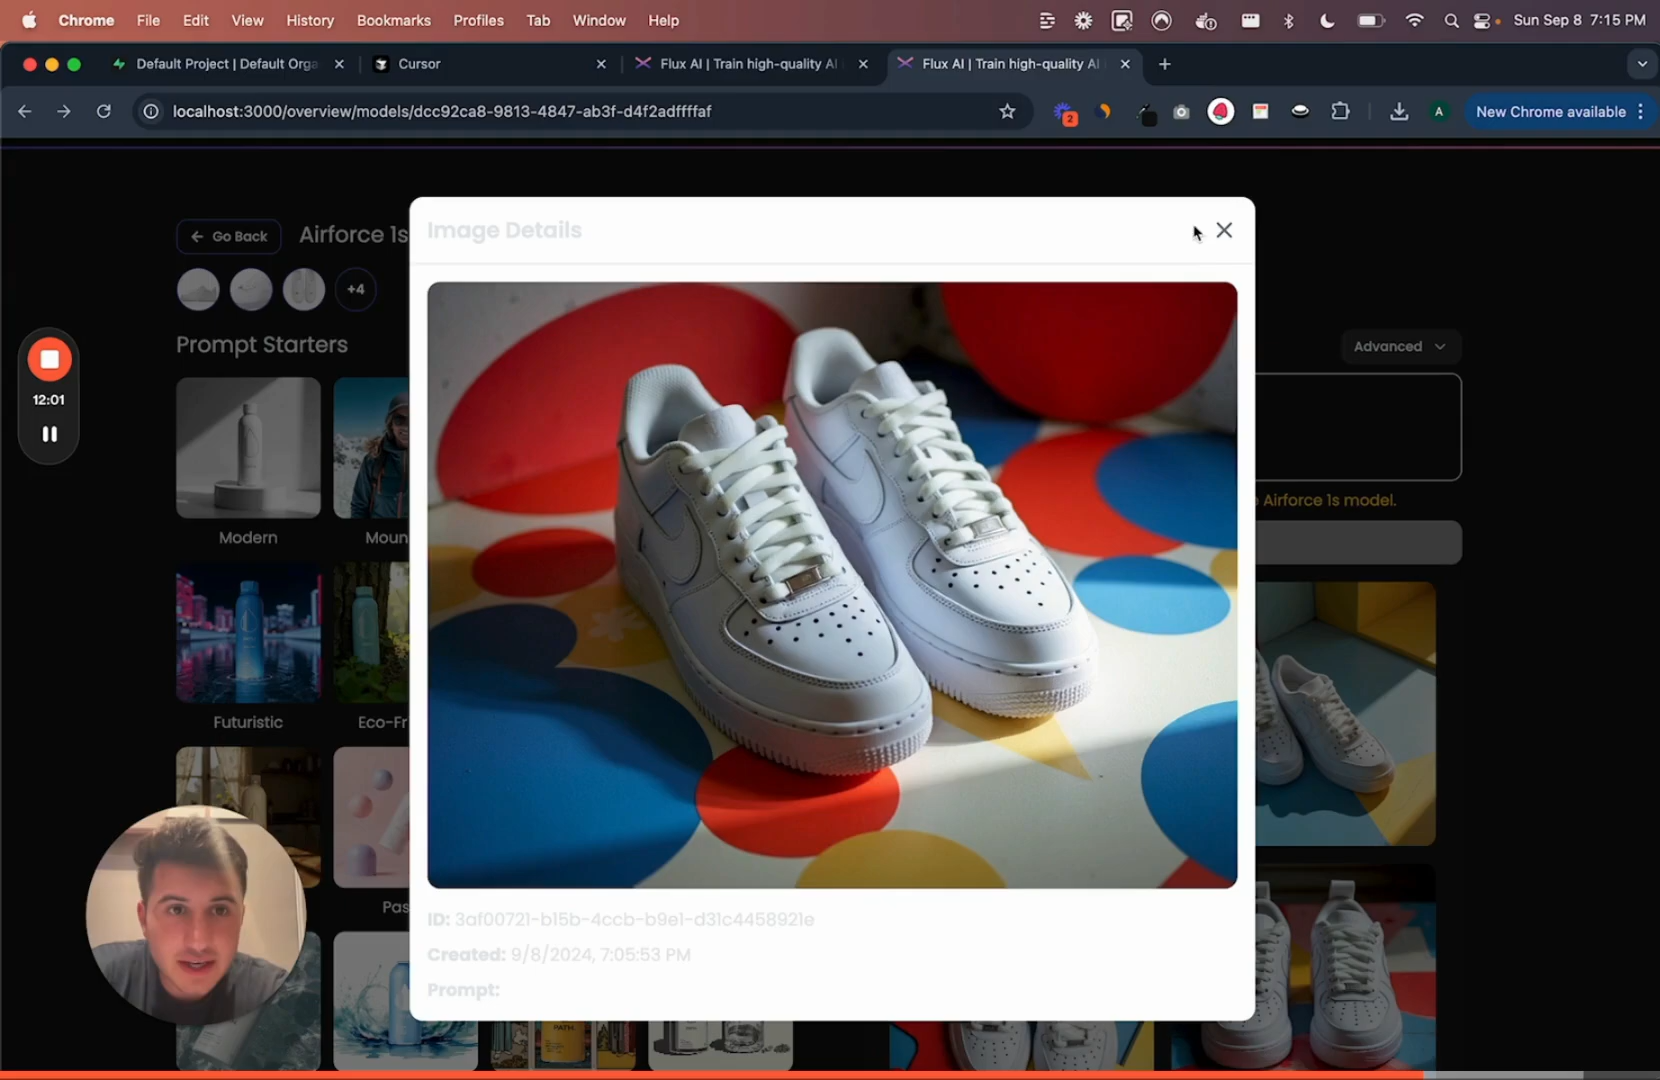 Chrome File Edit View History Bookmarks Profiles Tab Window Help Sun Sep 8 7:15 PM
Default Project | Default Orga Cursor Flux AI | Train high-quality AI Flux AI | Train high-quality AI
localhost:3000/overview/models/dcc92ca8-9813-4847-ab3f-d4f2adffffaf 2 A New Chrome available
Go Back Airforce 1s
Image Details
+4
Prompt Starters
Advanced
12:01
Airforce 1s model.
Modern Moun
Futuristic Eco-Fr
Pas
ID: 3af00721-b15b-4ccb-b9e1-d31c4458921e
Created: 9/8/2024, 7:05:53 PM
Prompt:
PATH.